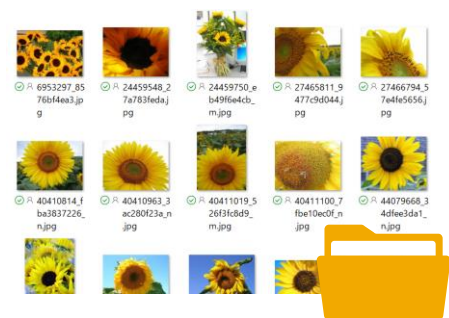 6953297_85
76bf4ea3.jp
g
24459548_2
7a783feda.j
pg
24459750_e
b49f6e4cb_
m.jpg
27465811_9
477c9d044.j
pg
27466794_5
7e4fe5656.j
pg
40410814_f
ba3837226_
n.jpg
40410963_3
ac280f23a_n
.jpg
40411019_5
26f3fc8d9_
m.jpg
40411100_7
fbe10ec0f_n
.jpg
44079668_3
4dfee3da1_
n.jpg